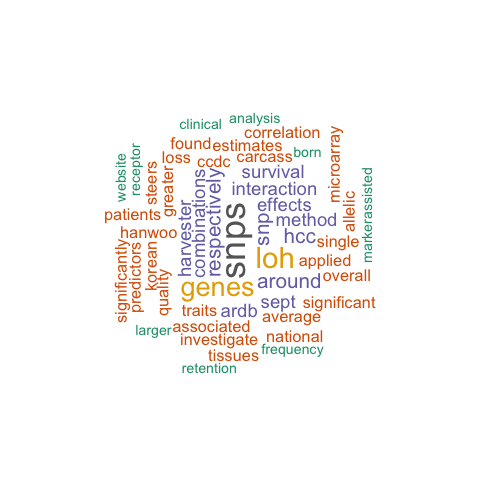 analysis
clinical
correlation
found
estimates
born
loss
ccdc
carcass
microarray
website
receptor
steers
greater
survival
interaction
markerassisted
allelic
patients
hanwoo
harvester
combinations
respectively
snps
snp
effects
method
hcc
single
significantly
predictors
korean
quality
loh
applied
genes
around
overall
traits
ardb
sept
significant
larger
associated
average
investigate
national
tissues
frequency
retention